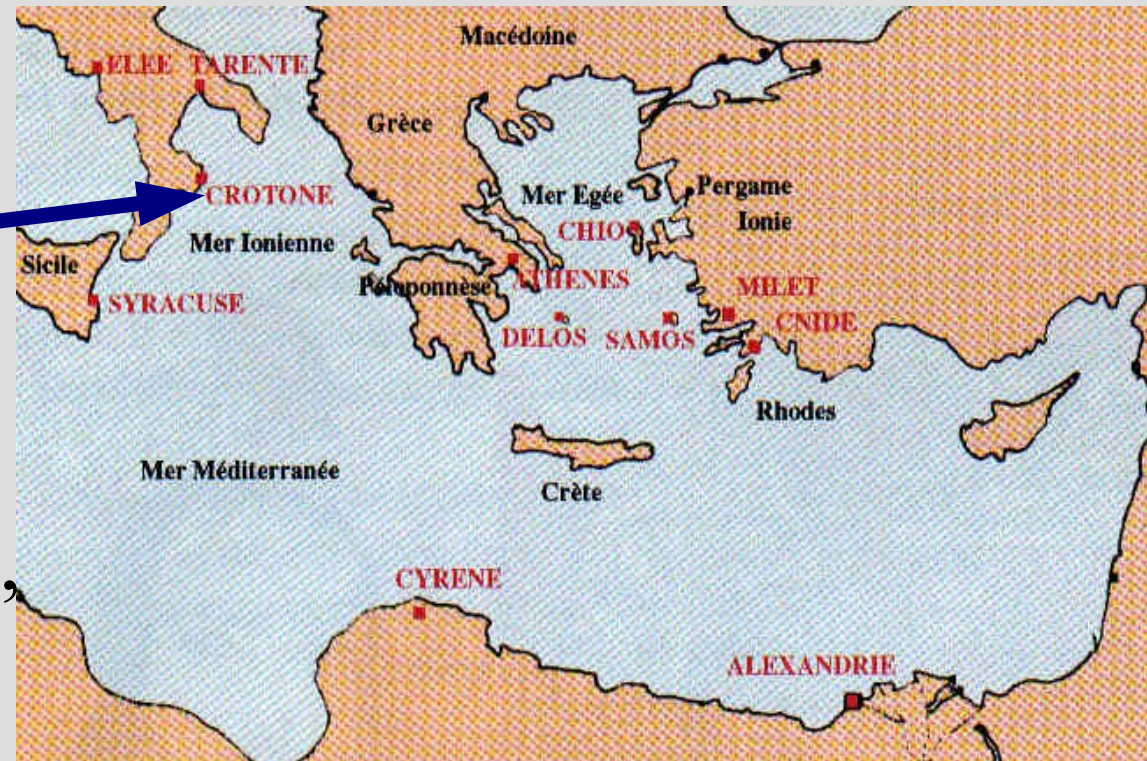 Macédoine
ELEE TARENTE
Grèce
CROTONE
Mer Egée
Pergame
Ionie
CHIO
Mer Ionienne
Sicile
ATHENES
Péloponnèse
SYRACUSE
MILET
CNIDE
DELOS
SAMOS
Rhodes
Mer Méditerranée
Crète
,
CYRENE
ALEXANDRIE